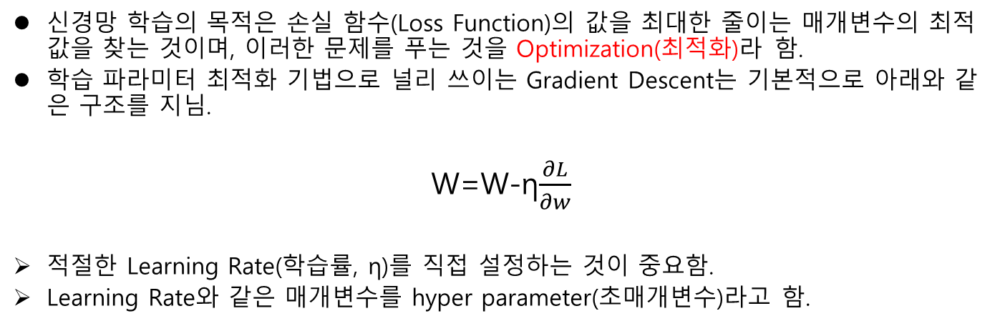 ● 신경망 학습의 목적은 손실 함수(Loss Function)의 값을 최대한 줄이는 매개변수의 최적
값을 찾는 것이며, 이러한 문제를 푸는 것을 Optimization(최적화)라 함.
● 학습 파라미터 최적화 기법으로 널리 쓰이는 Gradient Descent는 기본적으로 아래와 같
은 구조를 지님.
W=W-η∂L/∂w
➢ 적절한 Learning Rate(학습률, η)를 직접 설정하는 것이 중요함.
➢ Learning Rate와 같은 매개변수를 hyper parameter(초매개변수)라고 함.